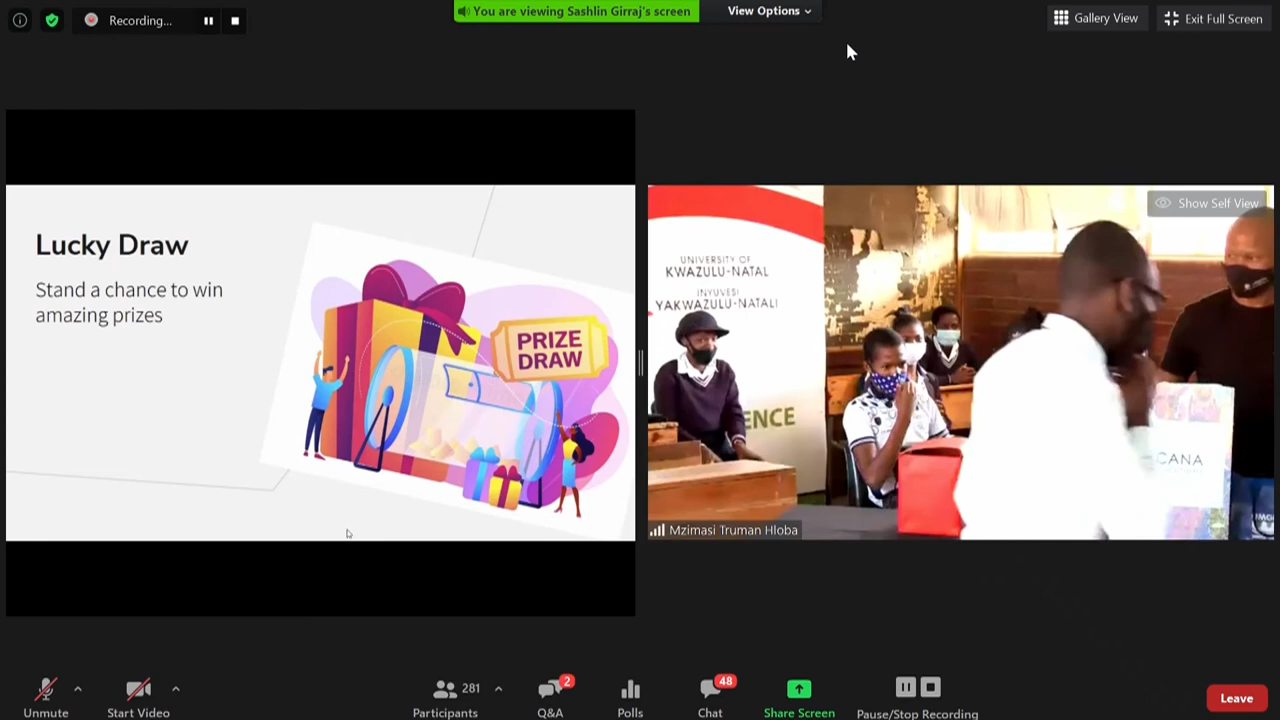 Recording...
You are viewing Sashlin Girraj's screen
View Options
Gallery View
Exit Full Screen
Lucky Draw
Stand a chance to win
amazing prizes
PRIZE
DRAW
Show Self View
UNIVERSITY OF
KWAZULU-NATAL
INYUVESI
YAKWAZULU-NATALI
ENCE
CANA
Mzimasi Truman Hloba
281
2
48
Unmute
Start Video
Participants
Q&A
Polls
Chat
Share Screen
Pause/Stop Recording
Leave